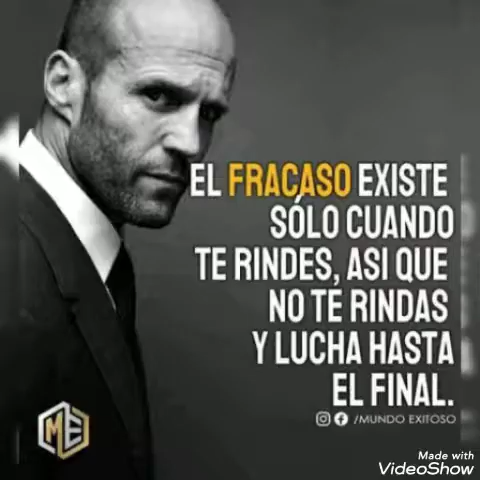 EL FRACASO EXISTE
SÓLO CUANDO
TE RINDES, ASI QUE
NO TE RINDAS
Y LUCHA HASTA
EL FINAL.
/MUNDO EXITOSO
ME
Made with
VideoShow